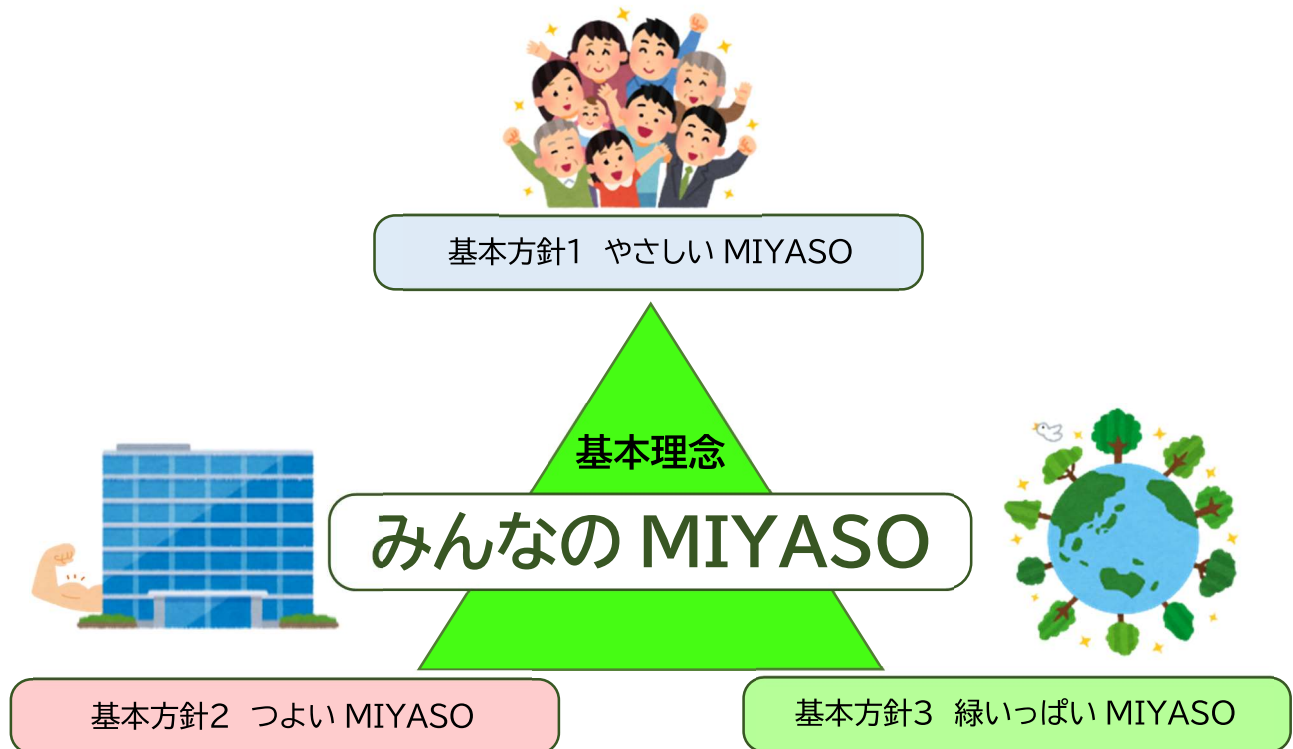 基本方針1　やさしい MIYASO
基本理念
みんなの MIYASO
基本方針2　つよい MIYASO
基本方針3　緑いっぱい MIYASO